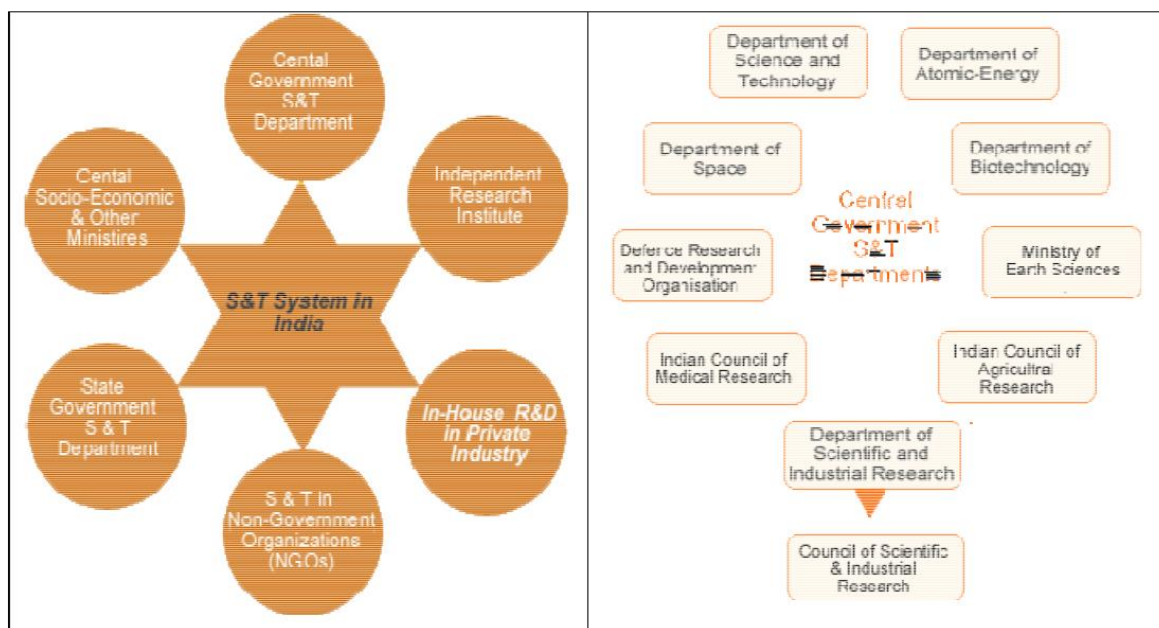 Cental
Government
S&T
Department
Independent
Research
Institute
Cental
Socio-Economic
& Other
Ministires
S&T System in
India
State
Government
S & T
Department
In-House R&D
in Private
Industry
S & T In
Non-Government
Organizations
(NGOs)
Department of
Science and
Technology
Department of
Atomic-Energy
Department of
Space
Department of
Biotechnology
Central
Government
S&T
Departments
Defence Research
and Development
Organisation
Ministry of
Earth Sciences
Indian Council of
Medical Research
Indian Council of
Agricultral
Research
Department of
Scientific and
Industrial Research
Council of Scientific
& Industrial
Research